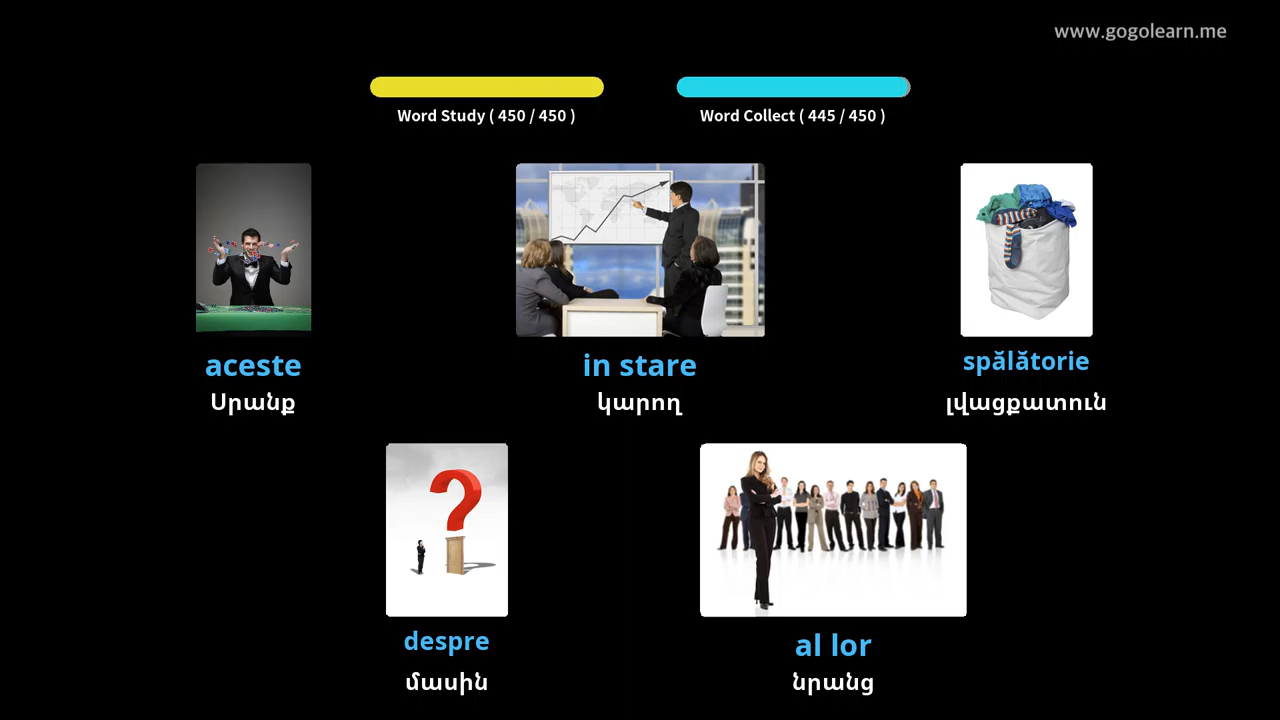 www.gogolearn.me
Word Study ( 450 / 450 )
Word Collect ( 445 / 450 )
aceste
Սրանք
in stare
կարող
spălătorie
լվացքատուն
despre
մասին
al lor
նրանց